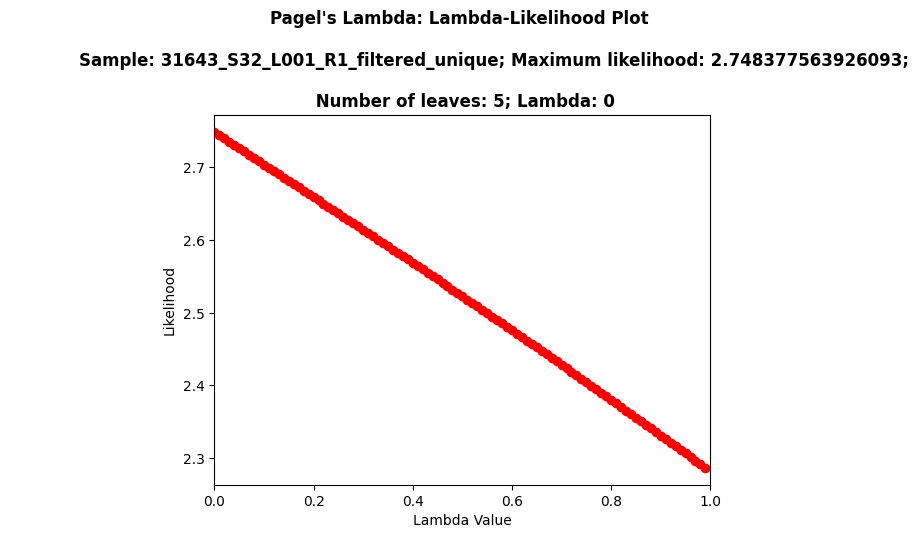 Pagel's Lambda: Lambda-Likelihood Plot
Sample: 31643_S32_L001_R1_filtered_unique; Maximum likelihood: 2.748377563926093;
Number of leaves: 5; Lambda: 0
2.7
2.6
2.5
2.4
2.3
Likelihood
0.0 0.2 0.4 0.6 0.8 1.0
Lambda Value